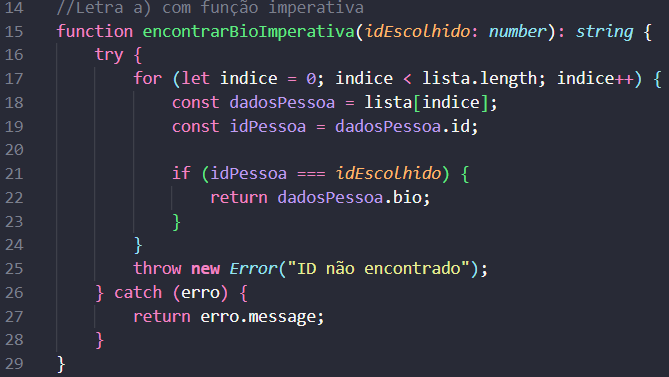 14 //Letra a) com função imperativa
15 function encontrarBioImperativa(idEscolhido: number): string {
16 try {
17 for (let indice = 0; indice < lista.length; indice++) {
18 const dadosPessoa = lista[indice];
19 const idPessoa = dadosPessoa.id;
20
21 if (idPessoa === idEscolhido) {
22 return dadosPessoa.bio;
23 }
24 }
25 throw new Error("ID não encontrado");
26 } catch (erro) {
27 return erro.message;
28 }
29 }